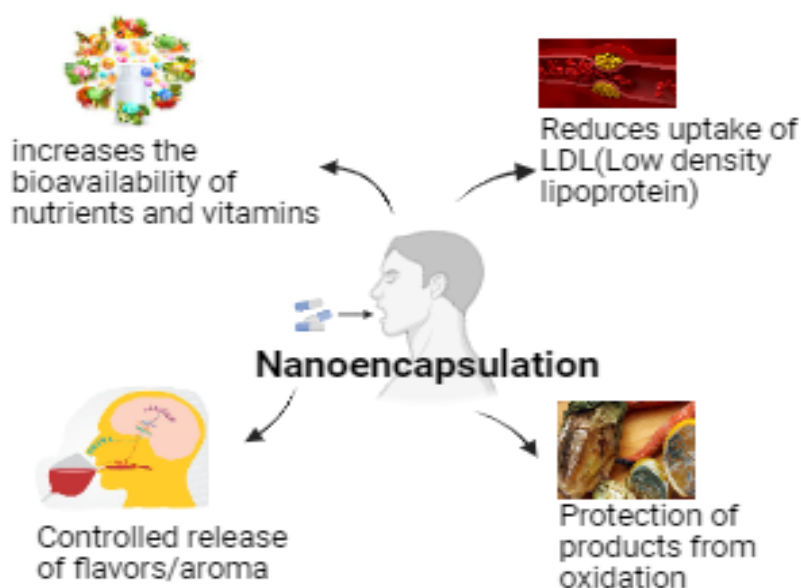 increases the
bioavailability of
nutrients and vitamins
Reduces uptake of
LDL(Low density
lipoprotein)
Nanoencapsulation
Controlled release
of flavors/aroma
Protection of
products from
oxidation